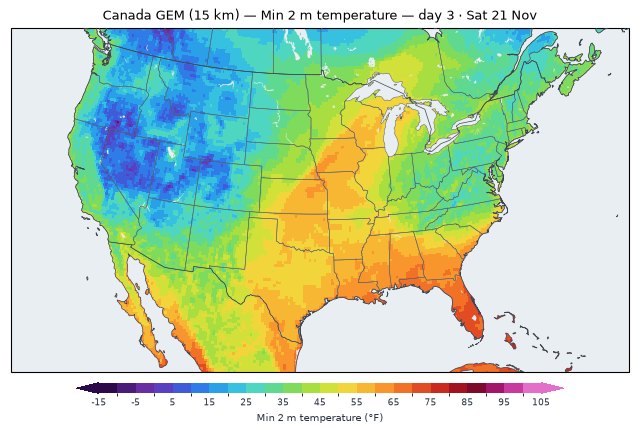 Canada GEM (15 km) — Min 2 m temperature — day 3 · Sat 21 Nov
-15 -5 5 15 25 35 45 55 65 75 85 95 105
Min 2 m temperature (°F)